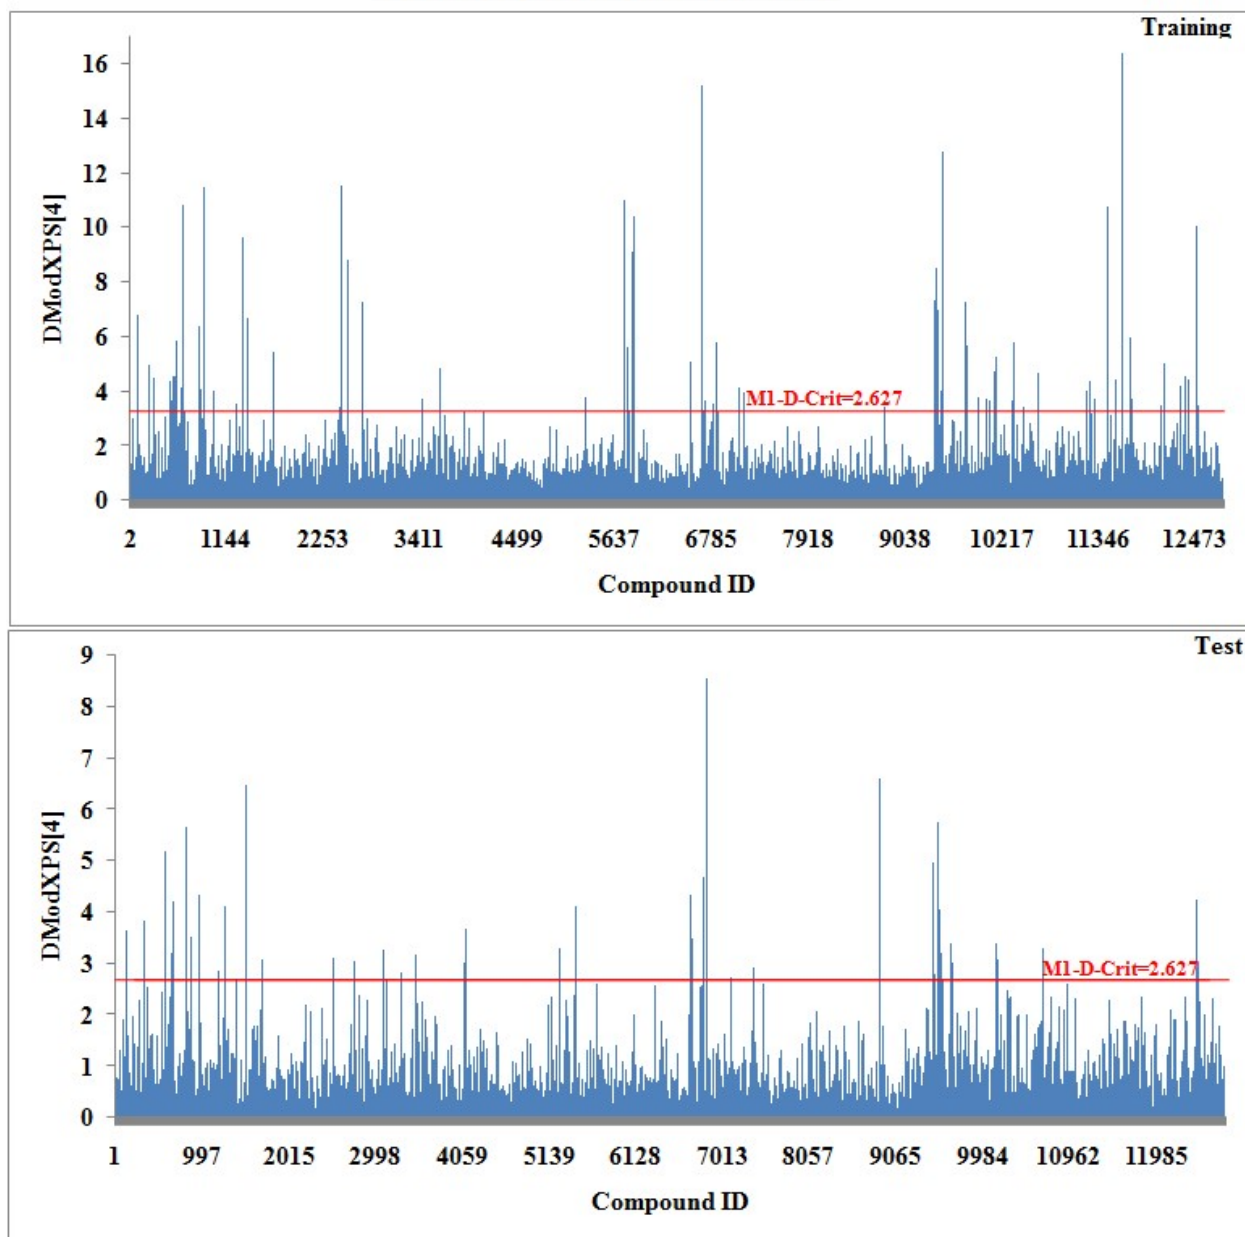 Training
16
14
12
10
8
6
4
2
0
DModXPS[4]
M1-D-Crit=2.627
2 1144 2253 3411 4499 5637 6785 7918 9038 10217 11346 12473
Compound ID
Test
9
8
7
6
5
4
3
2
1
0
DModXPS[4]
M1-D-Crit=2.627
1 997 2015 2998 4059 5139 6128 7013 8057 9065 9984 10962 11985
Compound ID